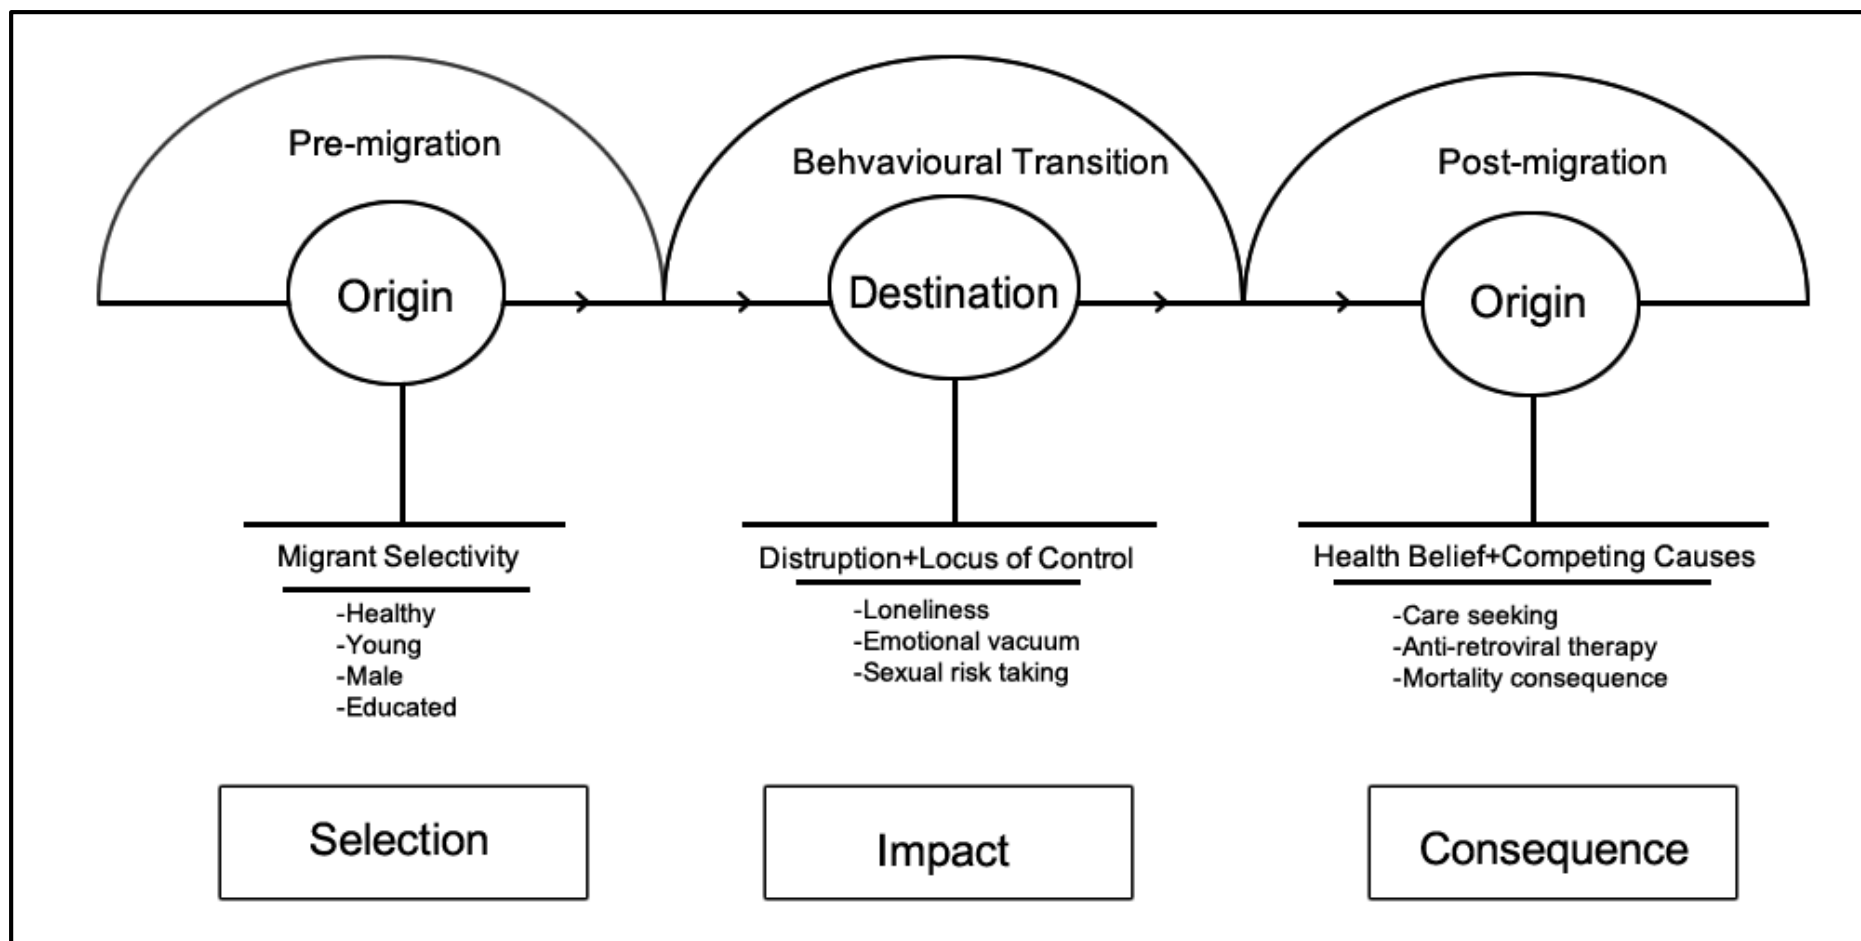 Pre-migration
Behvavioural Transition
Post-migration
Origin
Destination
Origin
Migrant Selectivity
-Healthy
-Young
-Male
-Educated
Distruption+Locus of Control
-Loneliness
-Emotional vacuum
-Sexual risk taking
Health Belief+Competing Causes
-Care seeking
-Anti-retroviral therapy
-Mortality consequence
Selection
Impact
Consequence